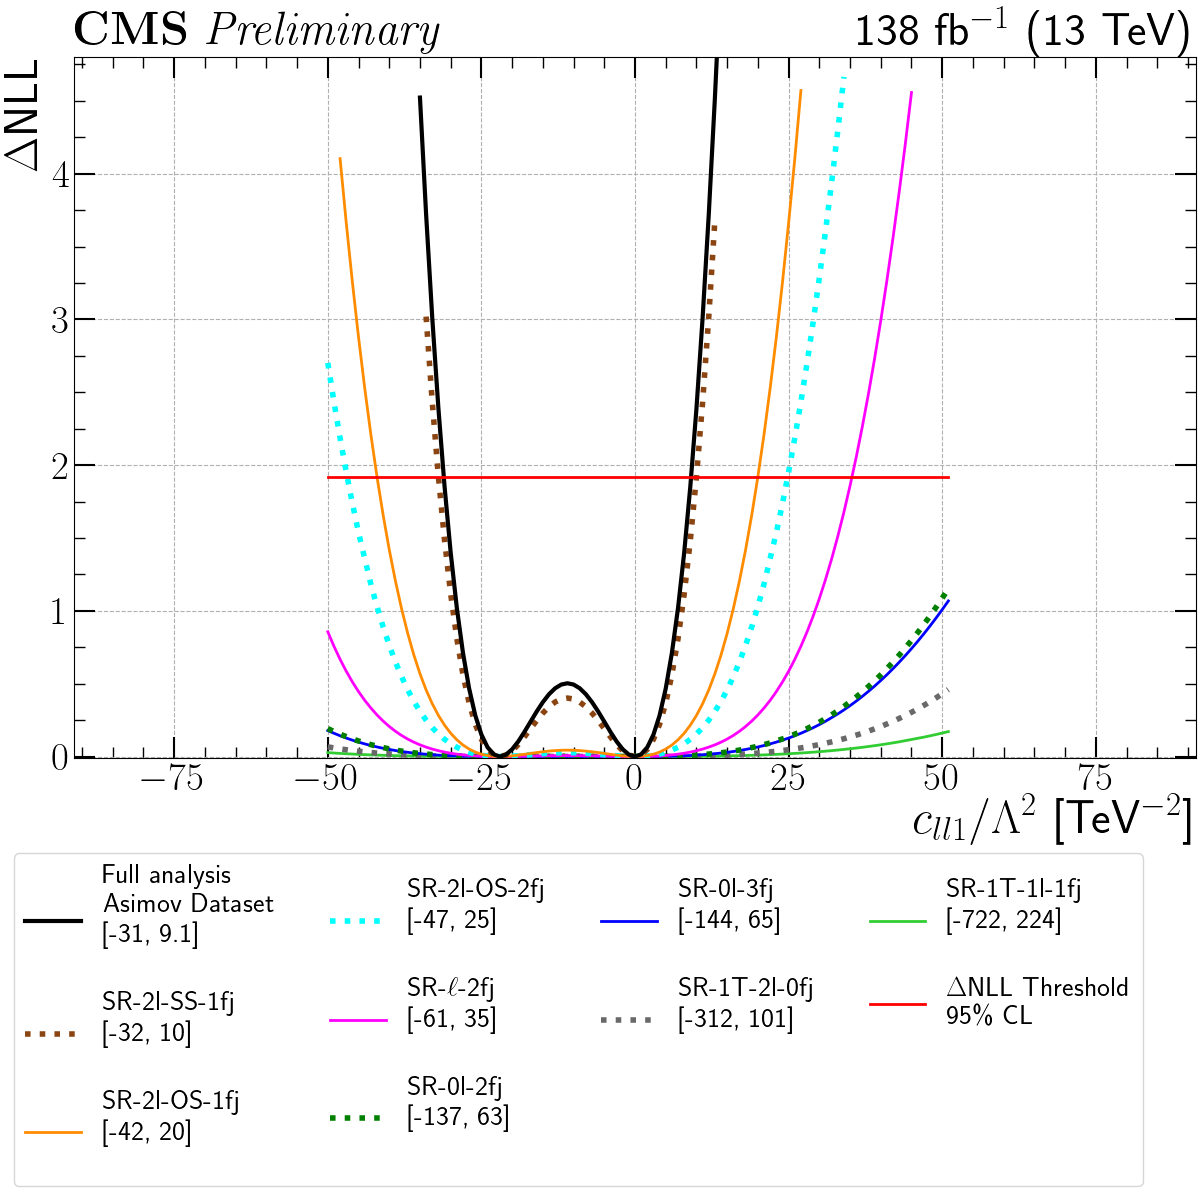 CMS Preliminary
138 fb⁻¹ (13 TeV)
ΔNLL
4
3
2
1
0
−75 −50 −25 0 25 50 75
c_{ll1}/Λ² [TeV⁻²]
Full analysis
Asimov Dataset
[-31, 9.1]
SR-2l-SS-1fj
[-32, 10]
SR-2l-OS-1fj
[-42, 20]
SR-2l-OS-2fj
[-47, 25]
SR-ℓ-2fj
[-61, 35]
SR-0l-2fj
[-137, 63]
SR-0l-3fj
[-144, 65]
SR-1T-2l-0fj
[-312, 101]
SR-1T-1l-1fj
[-722, 224]
ΔNLL Threshold
95% CL